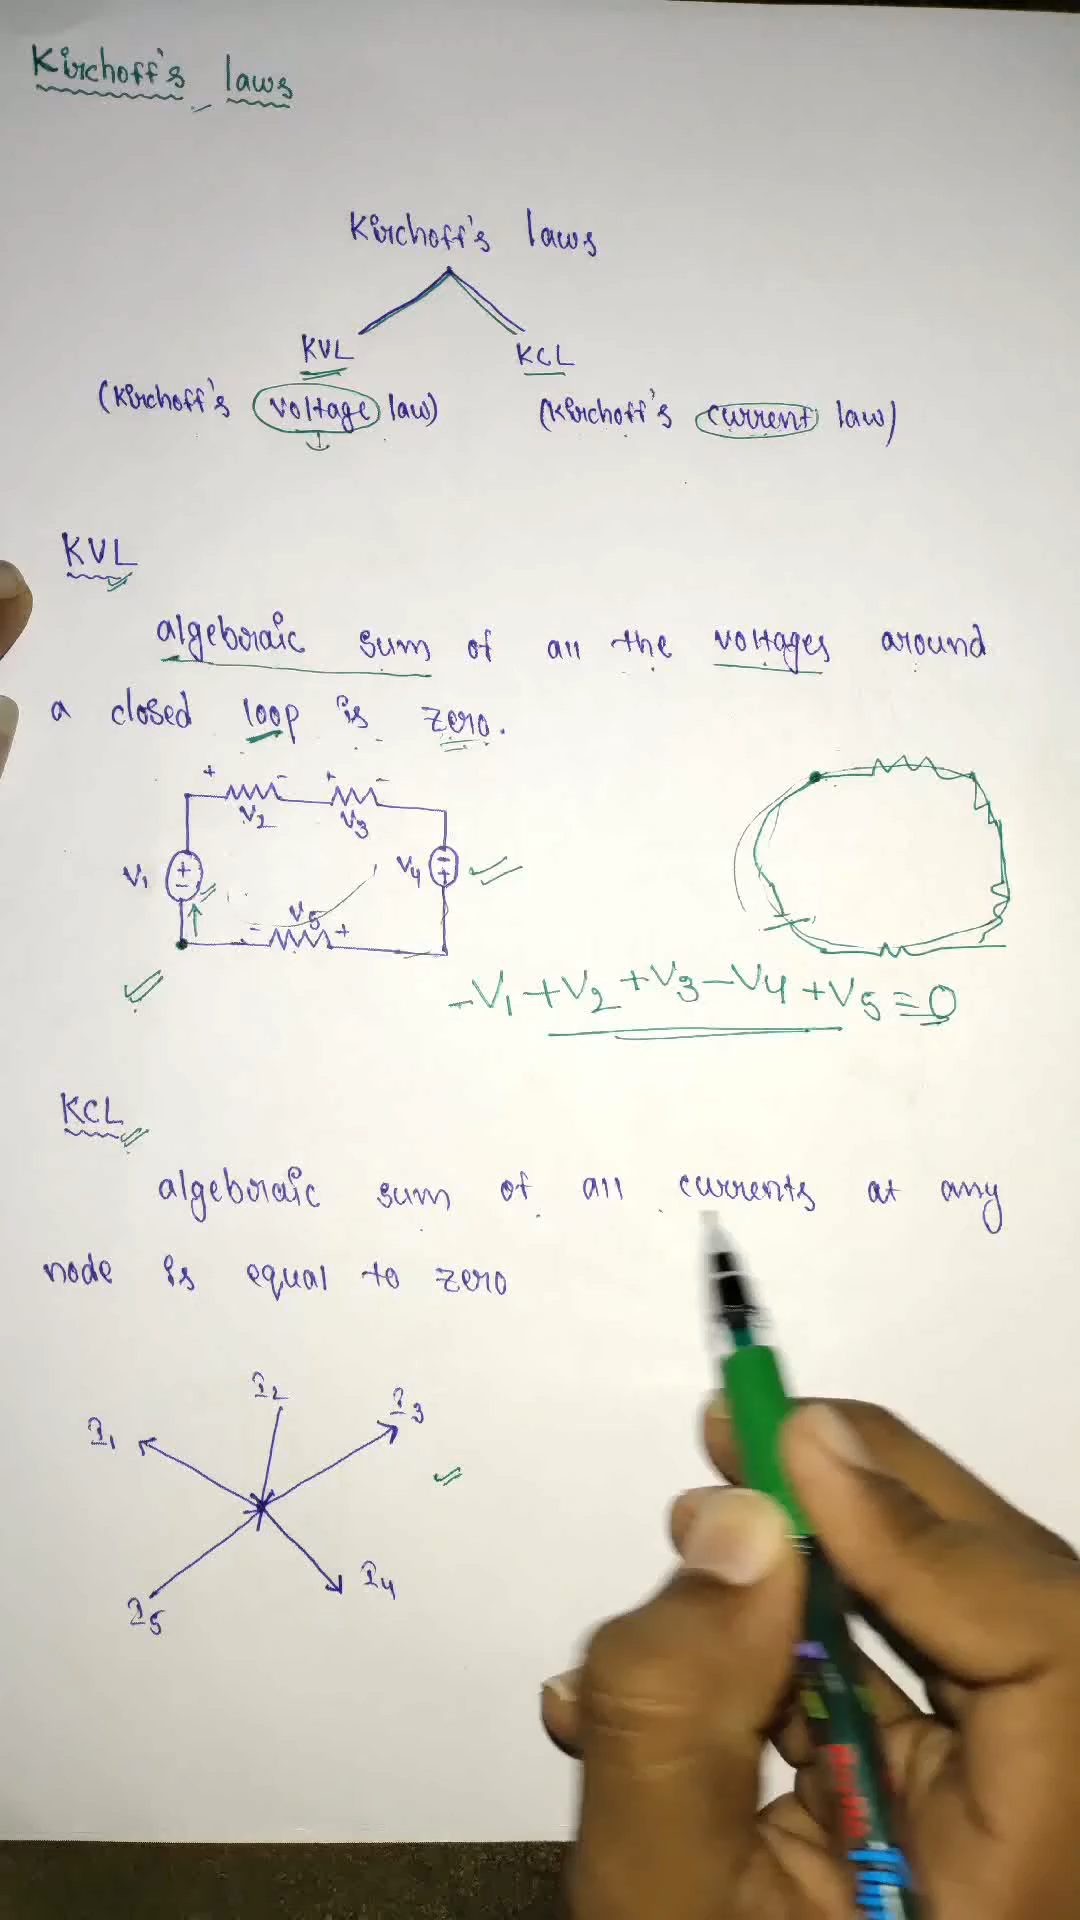 Kirchoff's laws
Kirchoff's laws
KVL KCL
(Kirchoff's voltage law) (Kirchoff's current law)
KVL
algebraic sum of all the voltages around
a closed loop is zero.
+ - + -
V2 V3
V1 + - V4 - +
V5
- +
-V1 +V2 +V3 -V4 +V5 = 0
KCL
algebraic sum of all currents at any
node is equal to zero
I2
I1 I3
I4
I5